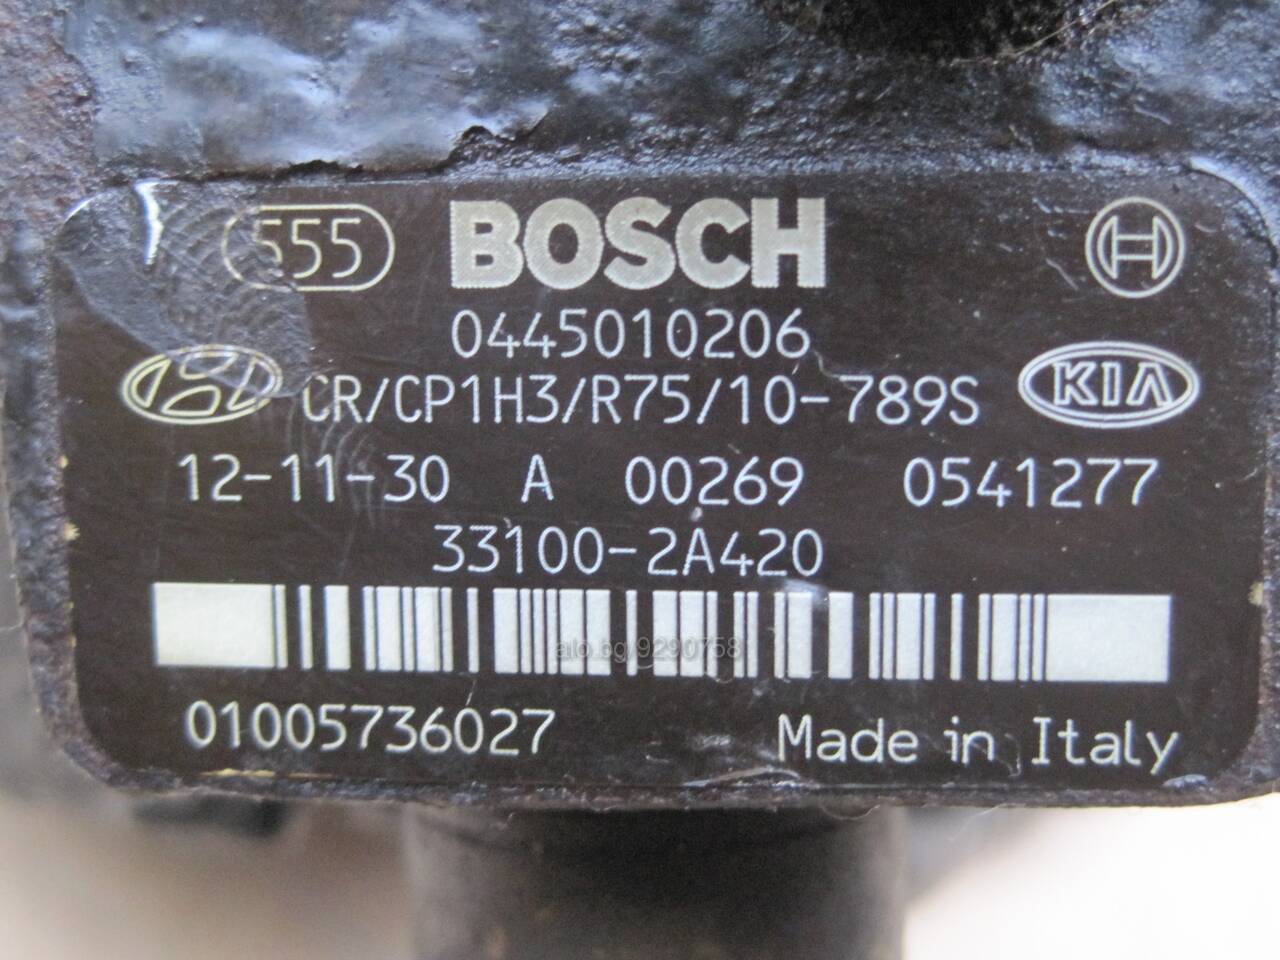 555 BOSCH
0445010206
CR/CP1H3/R75/10-789S KIA
12-11-30 A 00269 0541277
33100-2A420
alo.bg/9290758
01005736027 Made in Italy